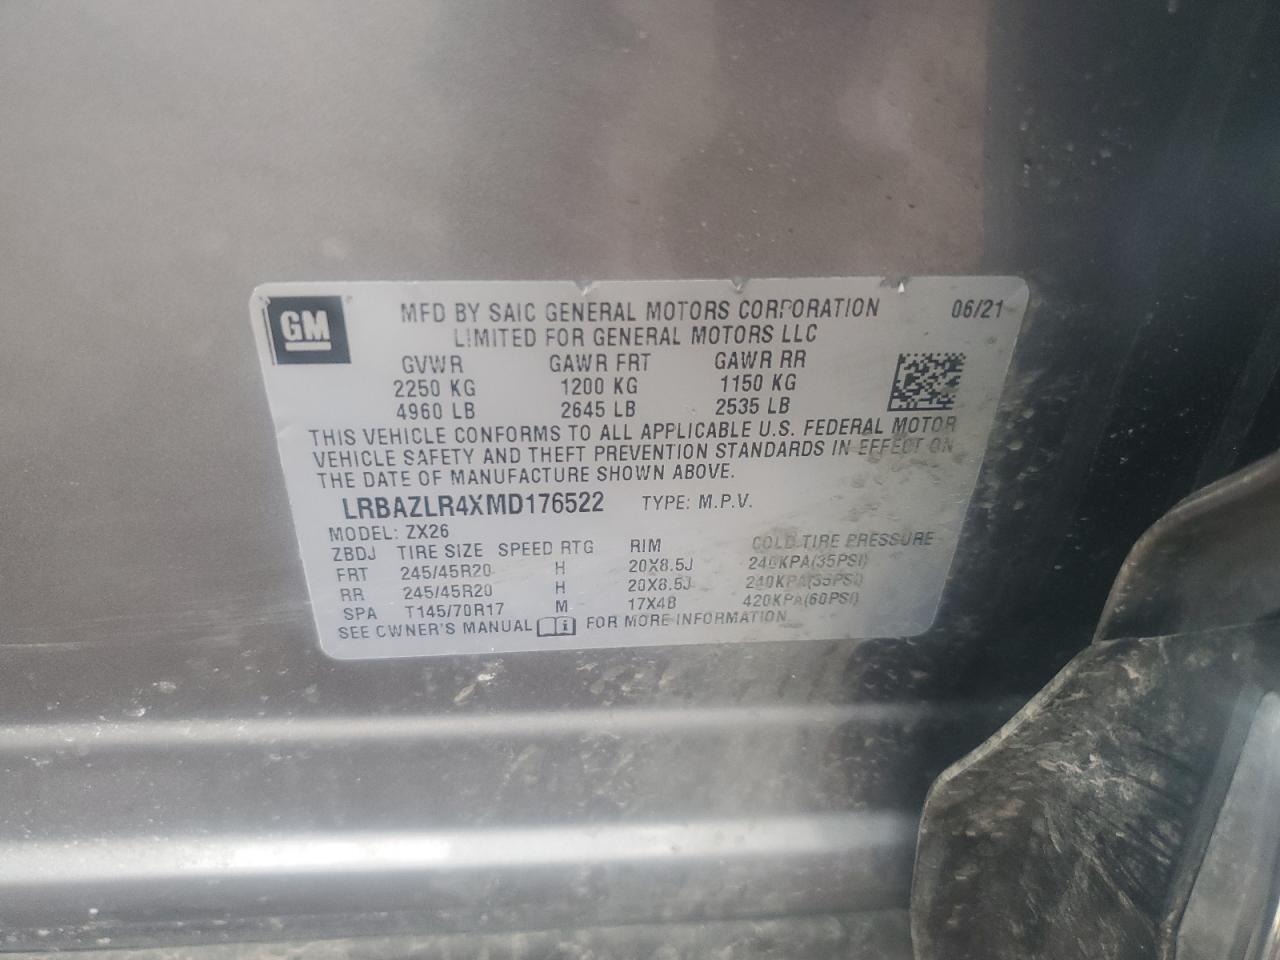 GM
MFD BY SAIC GENERAL MOTORS CORPORATION 06/21
LIMITED FOR GENERAL MOTORS LLC
GVWR GAWR FRT GAWR RR
2250 KG 1200 KG 1150 KG
4960 LB 2645 LB 2535 LB
THIS VEHICLE CONFORMS TO ALL APPLICABLE U.S. FEDERAL MOTOR
VEHICLE SAFETY AND THEFT PREVENTION STANDARDS IN EFFECT ON
THE DATE OF MANUFACTURE SHOWN ABOVE.
LRBAZLR4XMD176522 TYPE: M.P.V.
MODEL: ZX26
ZBDJ TIRE SIZE SPEED RTG RIM COLD TIRE PRESSURE
FRT 245/45R20 H 20X8.5J 240KPA(35PSI)
RR 245/45R20 H 20X8.5J 240KPA(35PSI)
SPA T145/70R17 M 17X4B 420KPA(60PSI)
SEE OWNER'S MANUAL i FOR MORE INFORMATION